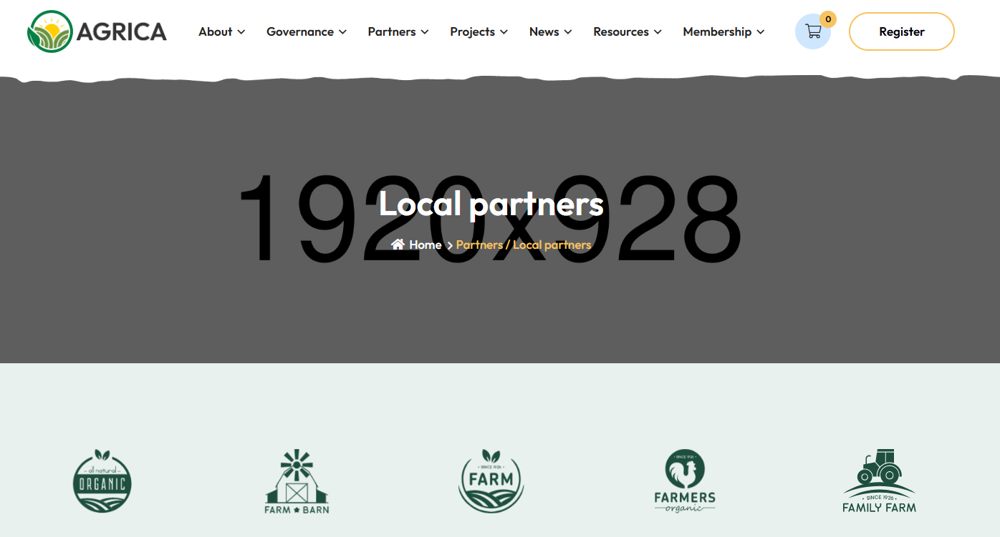 AGRICA About Governance Partners Projects News Resources Membership 0 Register
1920x928
Local partners
Home Partners / Local partners
- all natural -
ORGANIC
FARM ★ BARN
• SINCE 1926 •
FARM
• SINCE 1926 •
FARMERS
organic
• SINCE 1926 •
FAMILY FARM